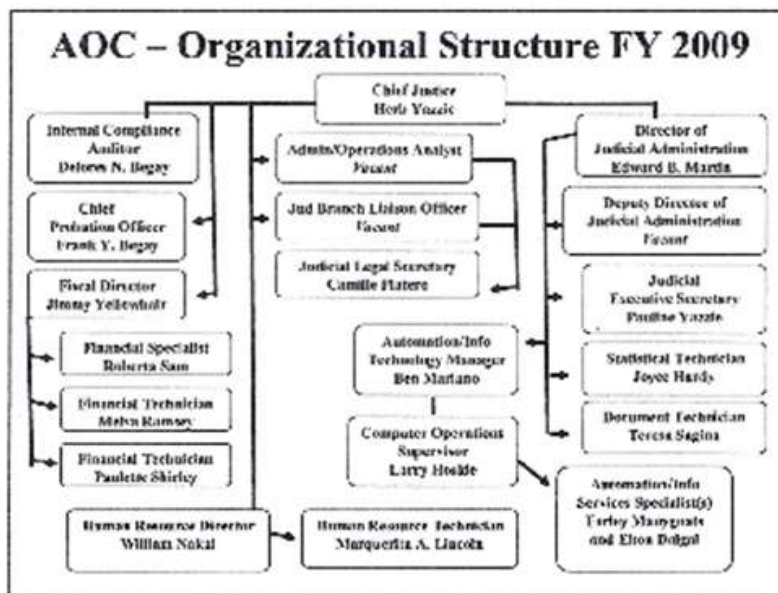 AOC – Organizational Structure FY 2009
Chief Justice
Herb Yazzie
Internal Compliance
Auditor
Delores N. Begay
Admin/Operations Analyst
Vacant
Director of
Judicial Administration
Edward B. Martin
Chief
Probation Officer
Frank Y. Begay
Jud Branch Liaison Officer
Vacant
Deputy Director of
Judicial Administration
Vacant
Fiscal Director
Jimmy Yellowhair
Judicial Legal Secretary
Camille Platero
Judicial
Executive Secretary
Pauline Yazzie
Financial Specialist
Roberta Sam
Automation/Info
Technology Manager
Ben Mariano
Statistical Technician
Joyce Hardy
Financial Technician
Melva Ramsey
Document Technician
Teresa
Financial Technician
Paulette Shirley
Computer Operations
Supervisor
Larry
Automation/Info
Services Specialist(s)
and Elton
Human Resource Director
William Nakai
Human Resource Technician
Marquerita A. Lincoln